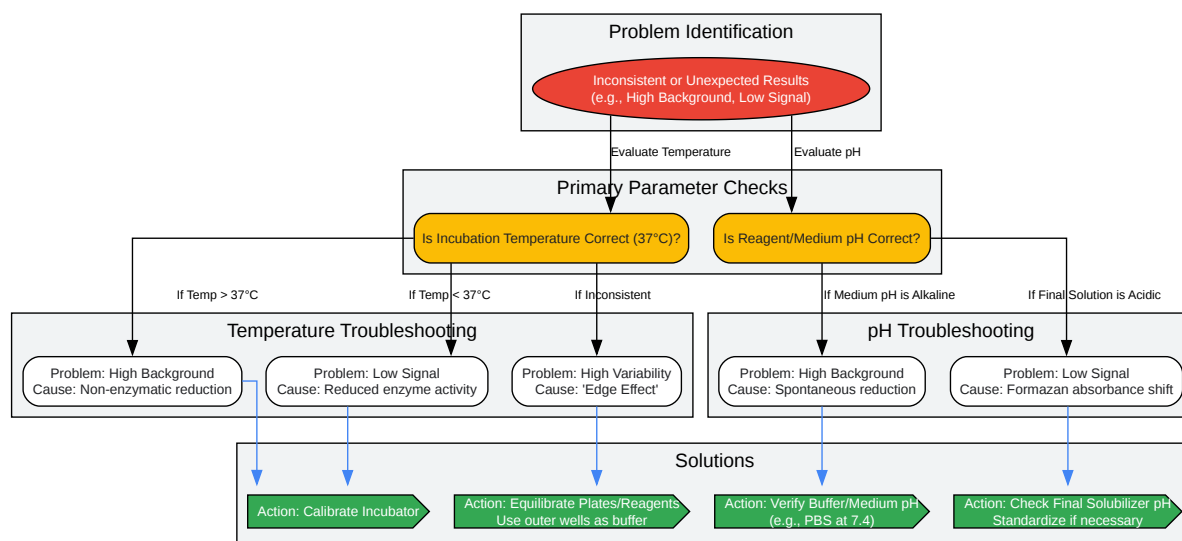 Problem Identification
Inconsistent or Unexpected Results
(e.g., High Background, Low Signal)
Evaluate Temperature
Evaluate pH
Primary Parameter Checks
Is Incubation Temperature Correct (37°C)?
Is Reagent/Medium pH Correct?
If Temp > 37°C
If Temp < 37°C
If Inconsistent
If Medium pH is Alkaline
If Final Solution is Acidic
Temperature Troubleshooting
pH Troubleshooting
Problem: High Background
Cause: Non-enzymatic reduction
Problem: Low Signal
Cause: Reduced enzyme activity
Problem: High Variability
Cause: 'Edge Effect'
Problem: High Background
Cause: Spontaneous reduction
Problem: Low Signal
Cause: Formazan absorbance shift
Solutions
Action: Calibrate Incubator
Action: Equilibrate Plates/Reagents
Use outer wells as buffer
Action: Verify Buffer/Medium pH
(e.g., PBS at 7.4)
Action: Check Final Solubilizer pH
Standardize if necessary